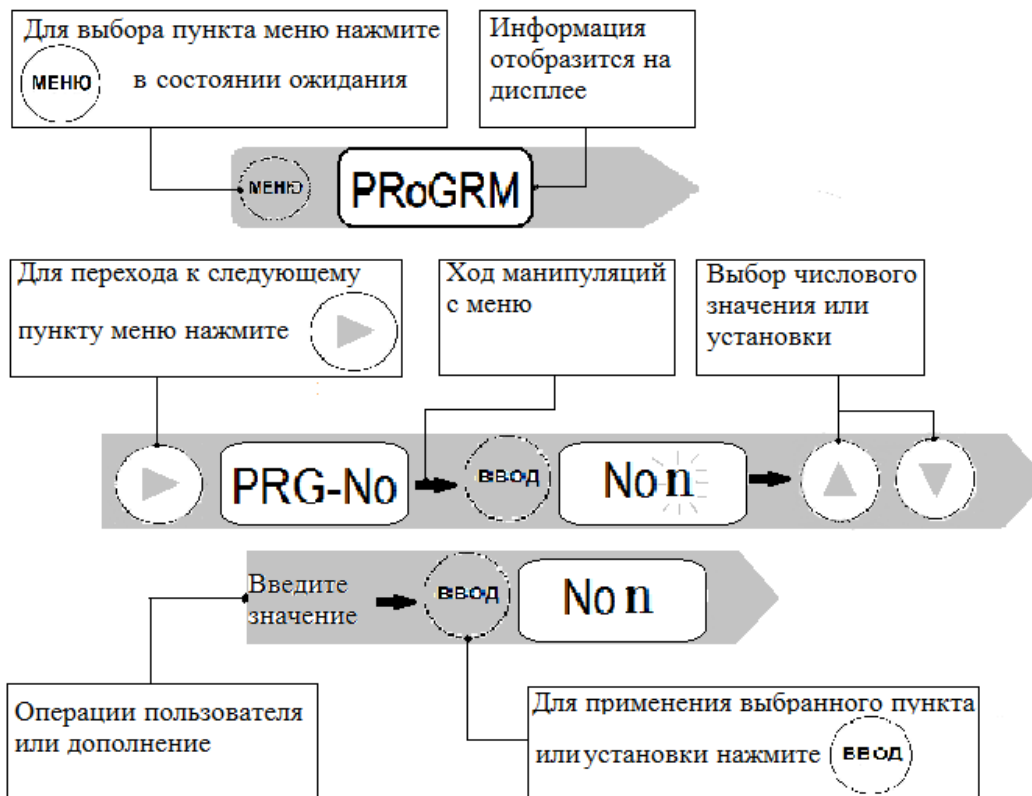 Для выбора пункта меню нажмите
МЕНЮ в состоянии ожидания
Информация
отобразится на
дисплее
МЕНЮ PRoGRM
Для перехода к следующему
пункту меню нажмите
Ход манипуляций
с меню
Выбор числового
значения или
установки
PRG-No ВВОД No n
Введите
значение
ВВОД No n
Операции пользователя
или дополнение
Для применения выбранного пункта
или установки нажмите ВВОД